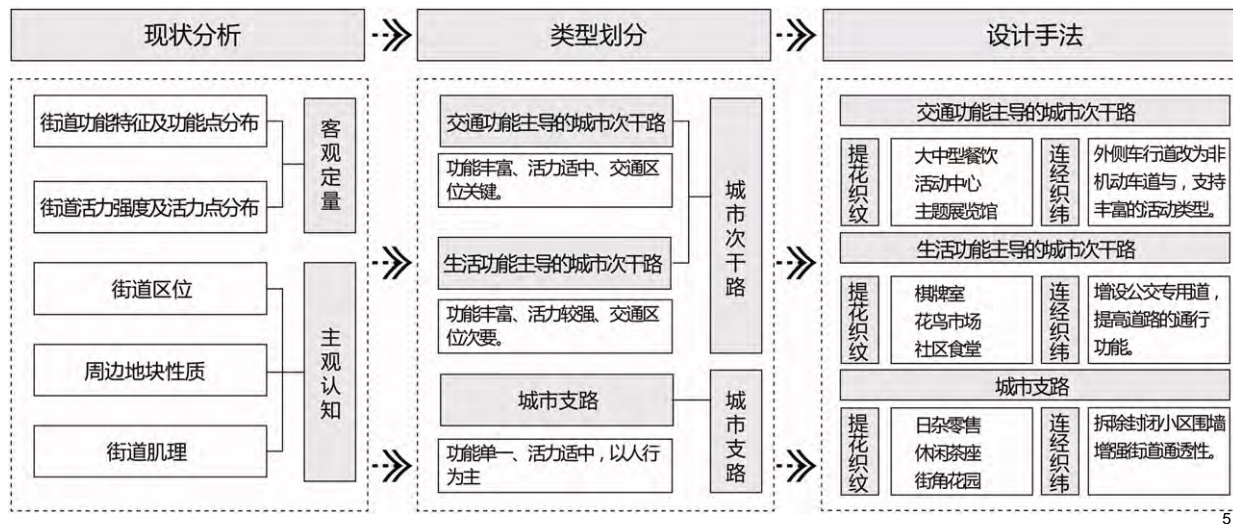 现状分析
类型划分
设计手法
街道功能特征及功能点分布
街道活力强度及活力点分布
客观定量
街道区位
周边地块性质
街道肌理
主观认知
交通功能主导的城市次干路
功能丰富、活力适中、交通区
位关键。
生活功能主导的城市次干路
功能丰富、活力较强、交通区
位次要。
城市次干路
城市支路
功能单一、活力适中，以人行
为主
城市支路
交通功能主导的城市次干路
提花织纹
大中型餐饮
活动中心
主题展览馆
连经织纬
外侧车行道改为非
机动车道与，支持
丰富的活动类型。
生活功能主导的城市次干路
提花织纹
棋牌室
花鸟市场
社区食堂
连经织纬
增设公交专用道，
提高道路的通行
功能。
城市支路
提花织纹
日杂零售
休闲茶座
街角花园
连经织纬
拆除封闭小区围墙
增强街道通透性。
5